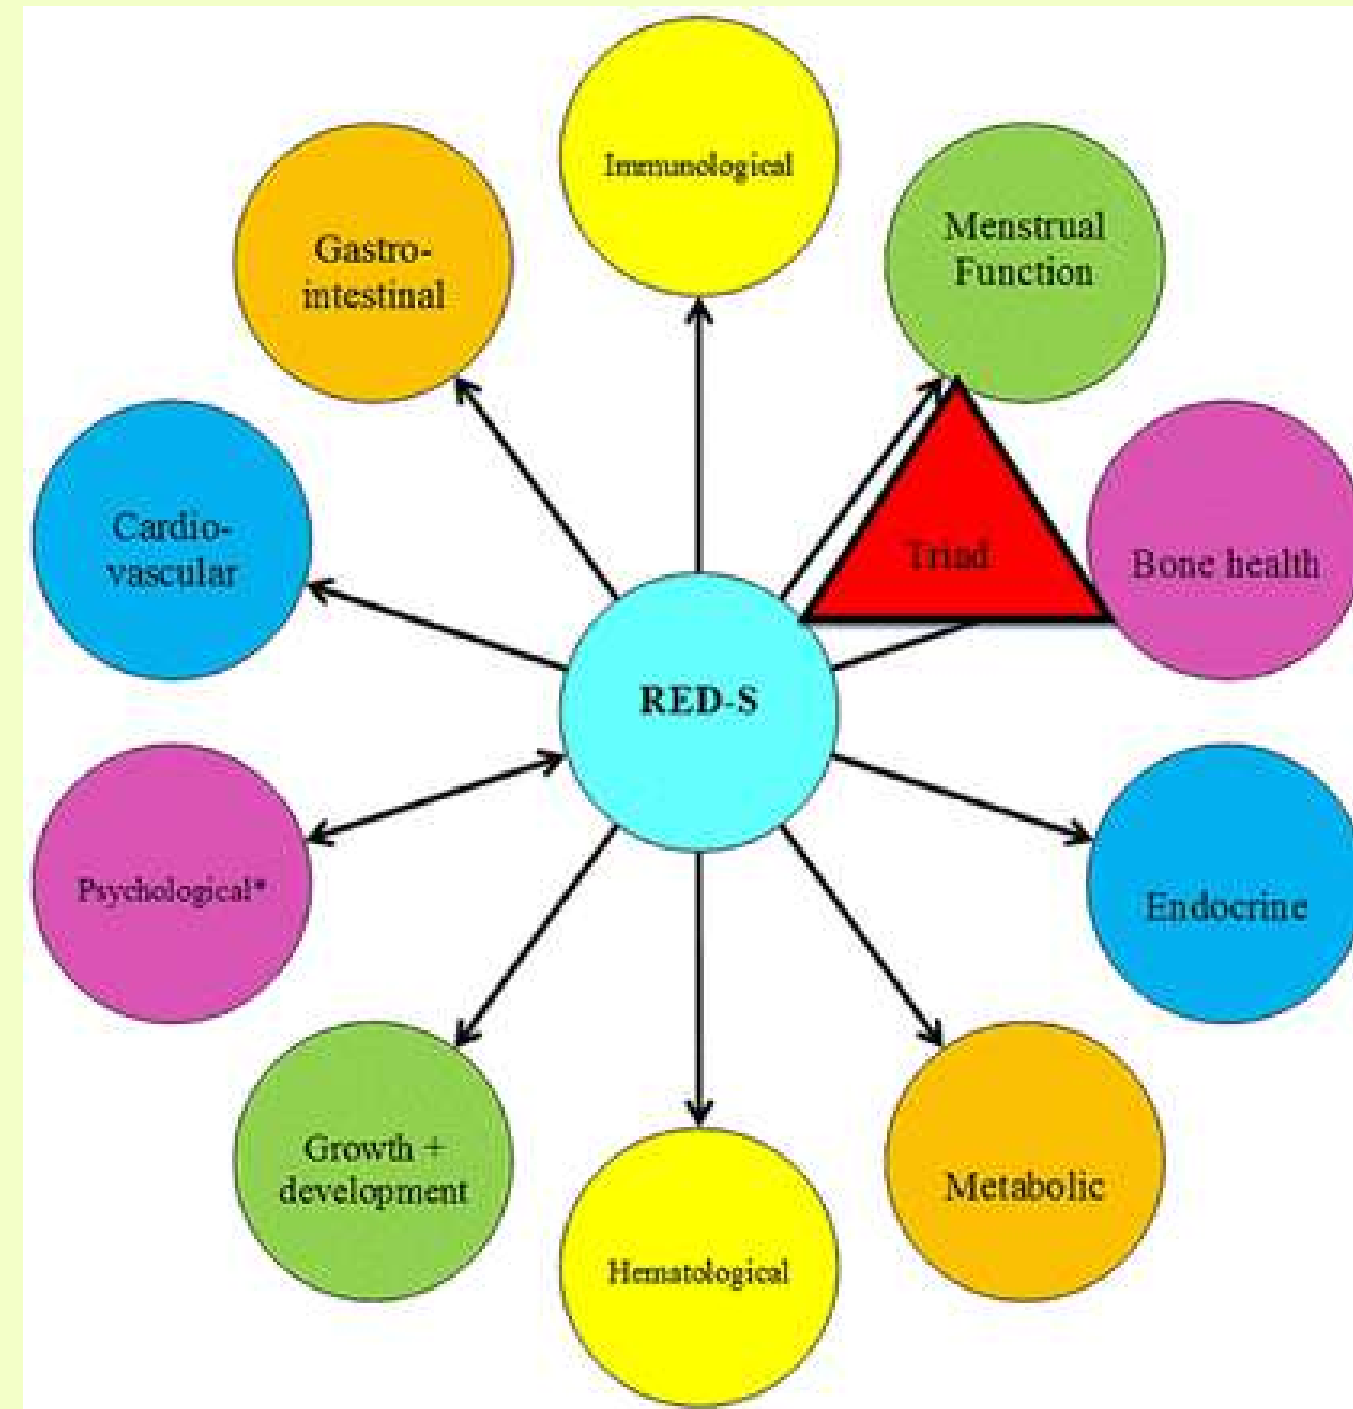 Immunological
Menstrual
Function
Gastro-
intestinal
Cardio-
vascular
Triad
Bone health
RED-S
Psychological*
Endocrine
Growth +
development
Metabolic
Hematological